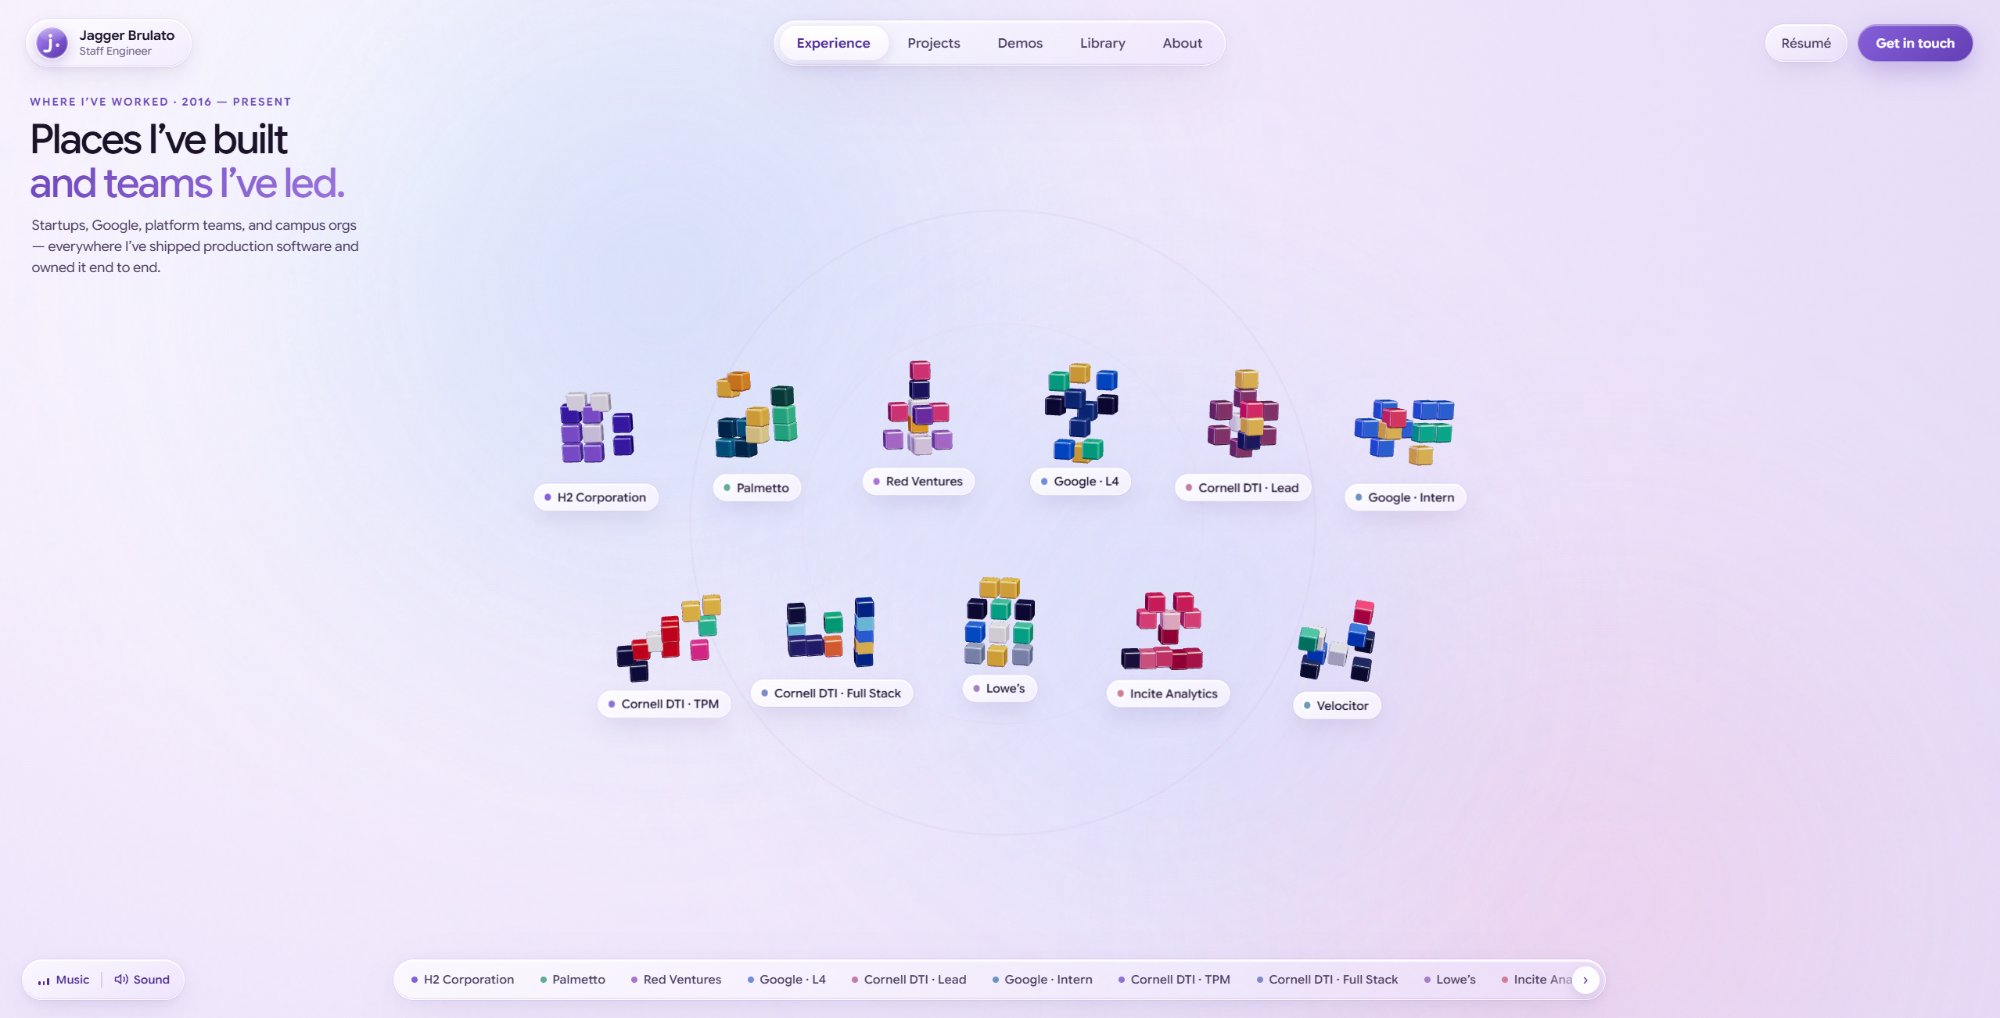 j.
Jagger Brulato
Staff Engineer
Experience
Projects
Demos
Library
About
Résumé
Get in touch
WHERE I’VE WORKED · 2016 — PRESENT
Places I’ve built
and teams I’ve led.
Startups, Google, platform teams, and campus orgs
— everywhere I’ve shipped production software and
owned it end to end.
H2 Corporation
Palmetto
Red Ventures
Google · L4
Cornell DTI · Lead
Google · Intern
Cornell DTI · TPM
Cornell DTI · Full Stack
Lowe’s
Incite Analytics
Velocitor
Music
Sound
H2 Corporation
Palmetto
Red Ventures
Google · L4
Cornell DTI · Lead
Google · Intern
Cornell DTI · TPM
Cornell DTI · Full Stack
Lowe’s
Incite Ana